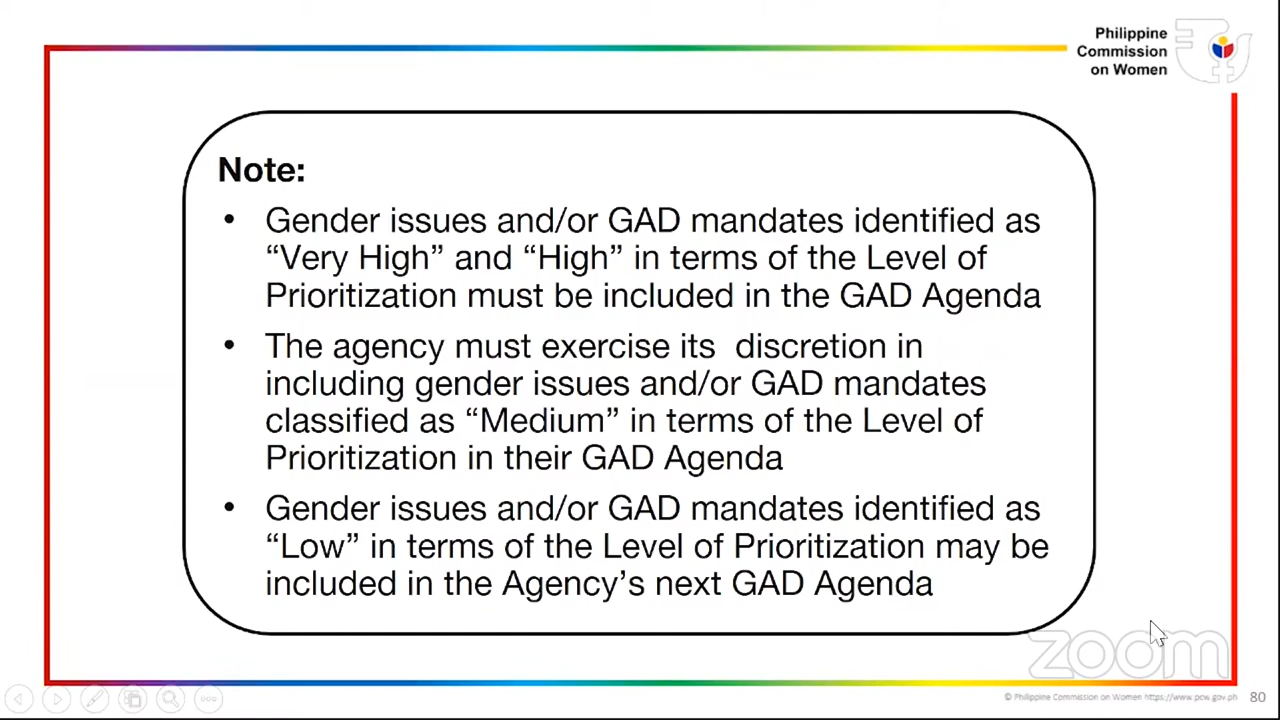 Philippine
Commission
on Women
Note:
• Gender issues and/or GAD mandates identified as
“Very High” and “High” in terms of the Level of
Prioritization must be included in the GAD Agenda
• The agency must exercise its discretion in
including gender issues and/or GAD mandates
classified as “Medium” in terms of the Level of
Prioritization in their GAD Agenda
• Gender issues and/or GAD mandates identified as
“Low” in terms of the Level of Prioritization may be
included in the Agency’s next GAD Agenda
zoom
© Philippine Commission on Women https://www.pcw.gov.ph 80